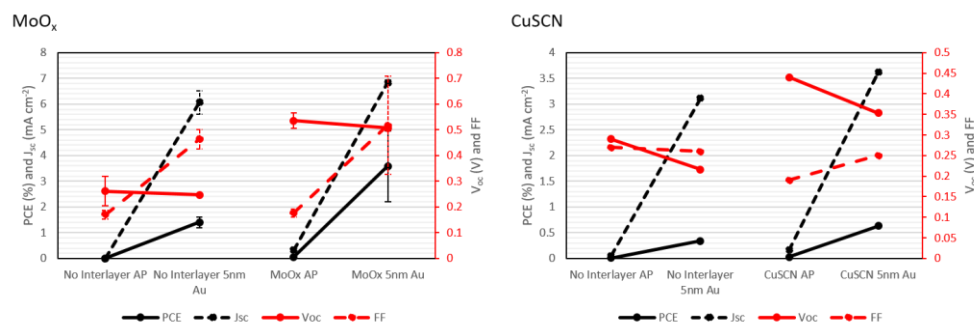 MoOₓ
PCE (%) and Jsc (mA cm⁻²)
8
7
6
5
4
3
2
1
0
0.8
0.7
0.6
0.5
0.4
0.3
0.2
0.1
0
Voc (V) and FF
No Interlayer AP
No Interlayer 5nm
Au
MoOx AP
MoOx 5nm Au
PCE
Jsc
Voc
FF
CuSCN
PCE (%) and Jsc (mA cm⁻²)
4
3.5
3
2.5
2
1.5
1
0.5
0
0.5
0.45
0.4
0.35
0.3
0.25
0.2
0.15
0.1
0.05
0
Voc (V) and FF
No Interlayer AP
No Interlayer
5nm Au
CuSCN AP
CuSCN 5nm Au
PCE
Jsc
Voc
FF